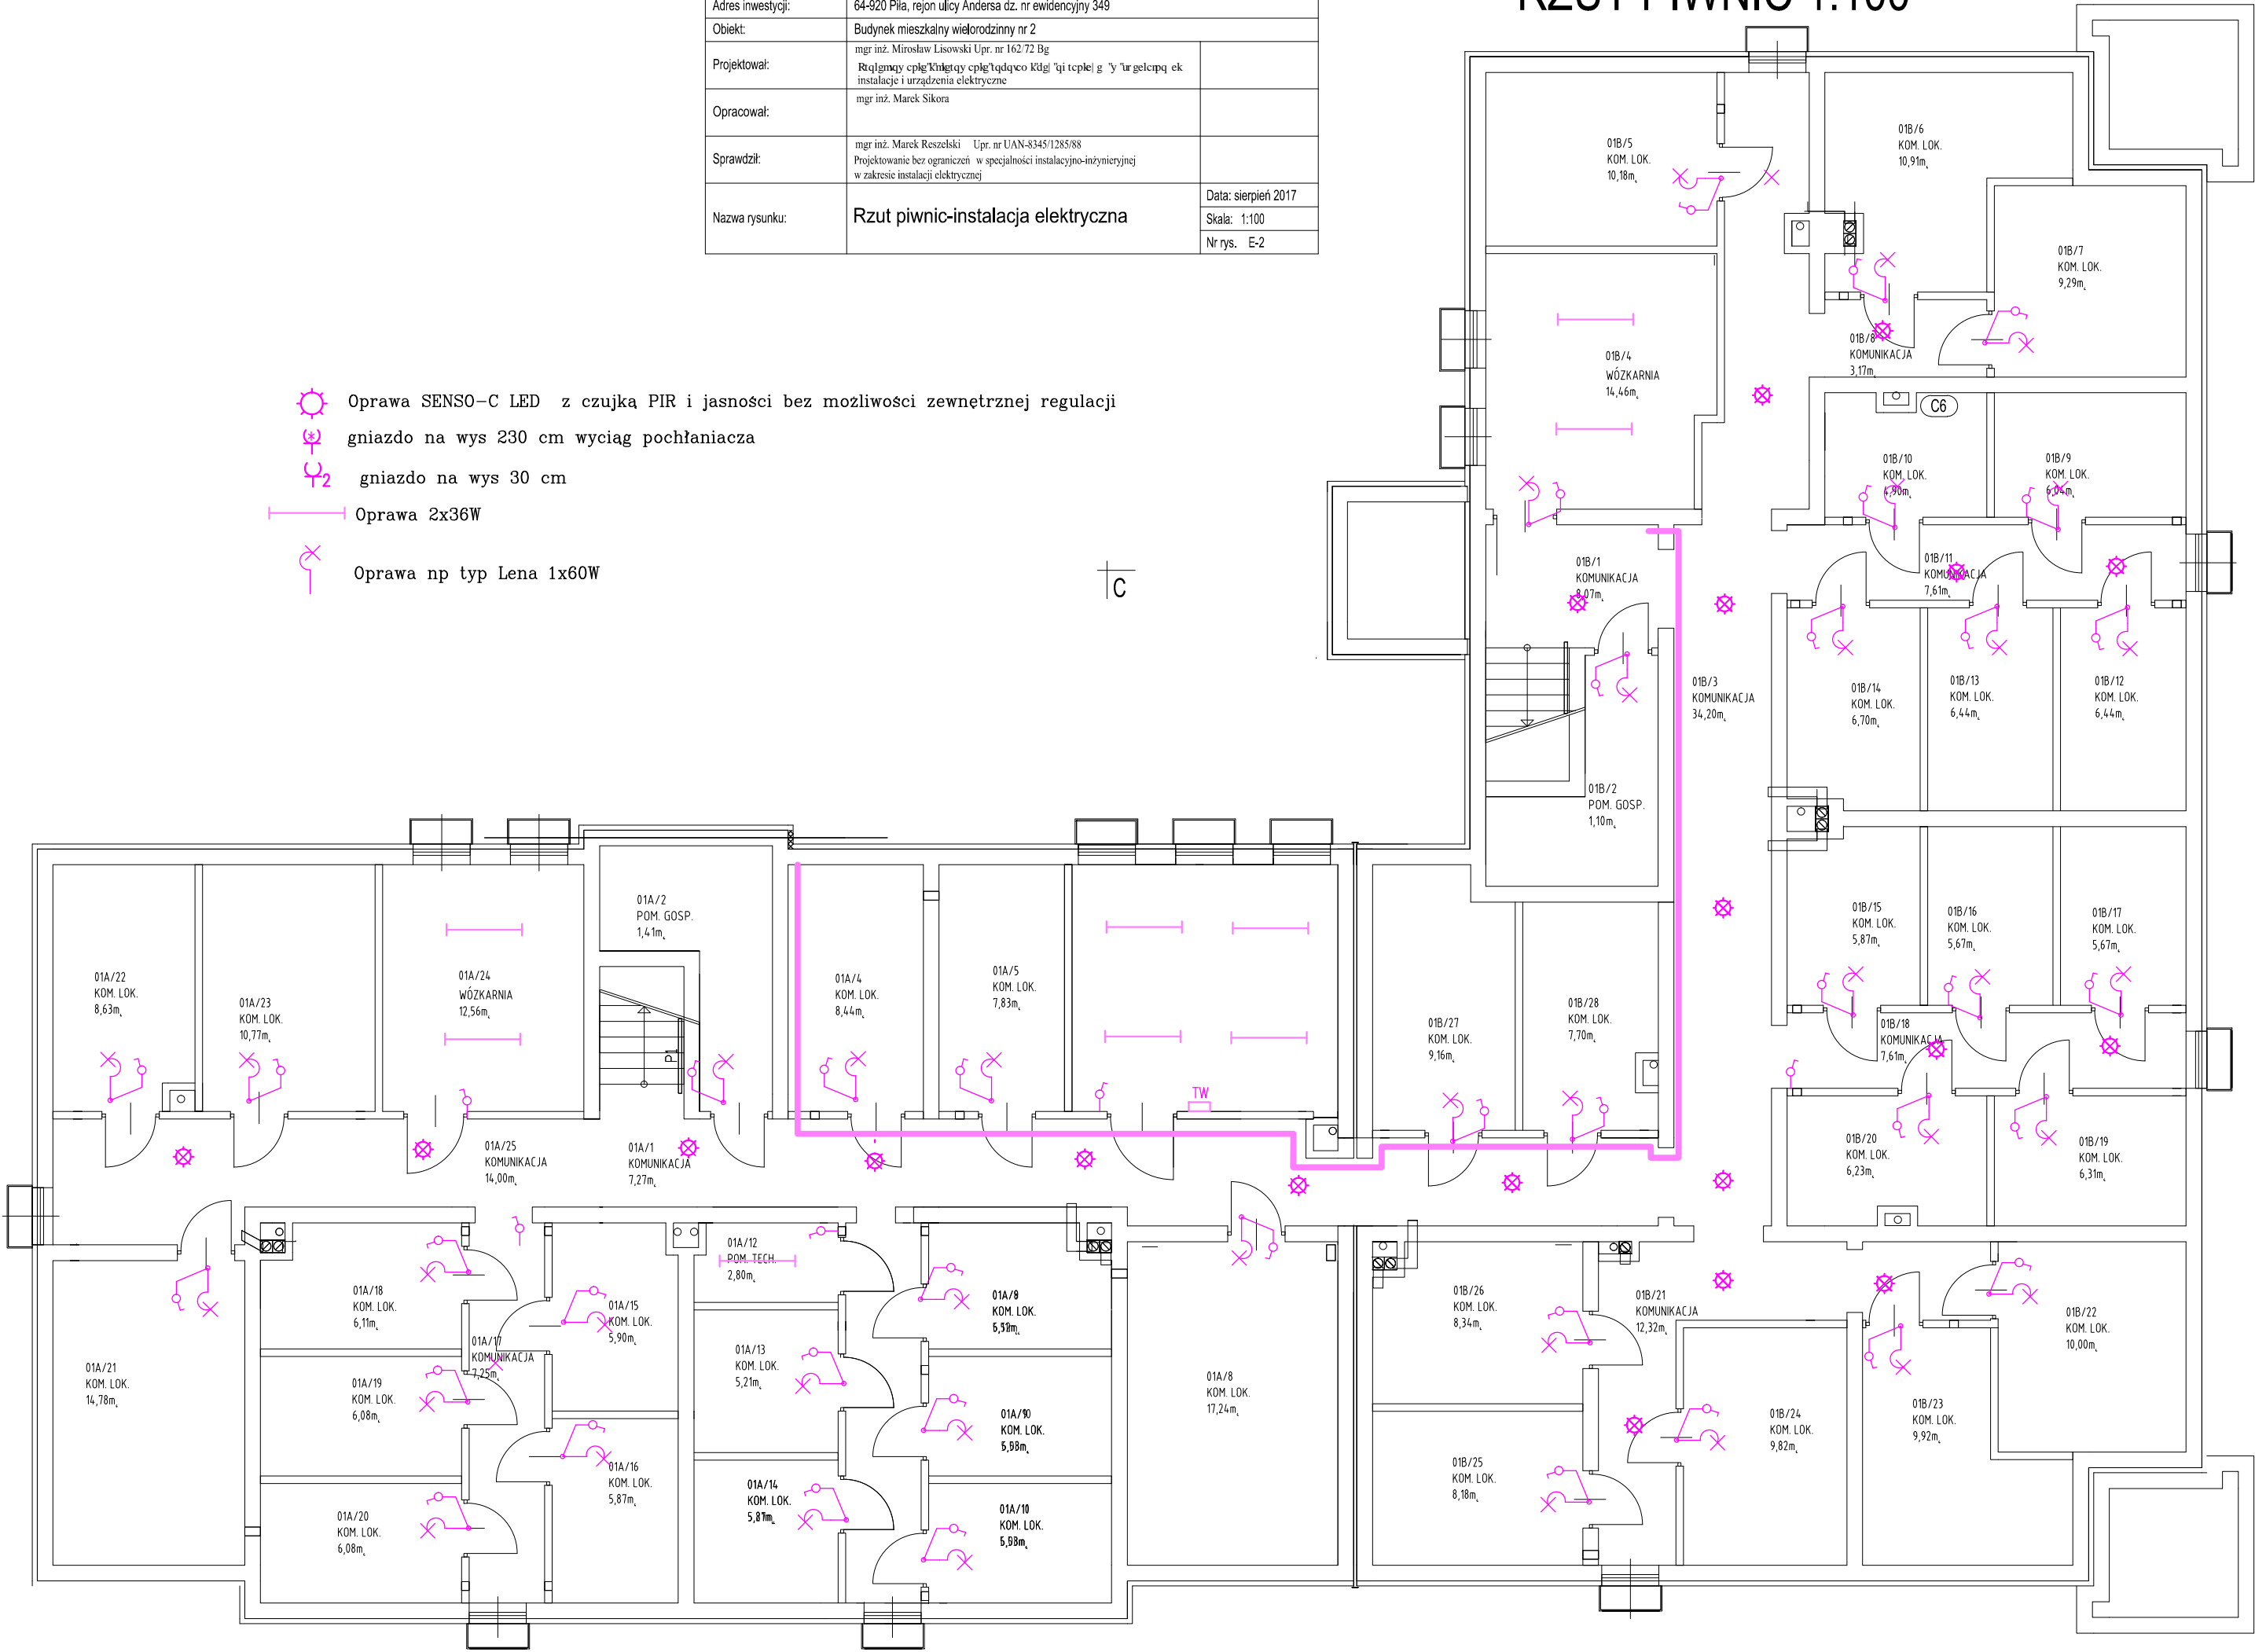 RZUT PIWNIC 1:100
Adres inwestycji:
64-920 Piła, rejon ulicy Andersa dz. nr ewidencyjny 349
Obiekt:
Budynek mieszkalny wielorodzinny nr 2
Projektował:
mgr inż. Mirosław Lisowski Upr. nr 162/72 Bg
instalacje i urządzenia elektryczne
Opracował:
mgr inż. Marek Sikora
Sprawdził:
mgr inż. Marek Reszelski Upr. nr UAN-8345/1285/88
Projektowanie bez ograniczeń w specjalności instalacyjno-inżynieryjnej
w zakresie instalacji elektrycznej
Nazwa rysunku:
Rzut piwnic-instalacja elektryczna
Data: sierpień 2017
Skala: 1:100
Nr rys. E-2
Oprawa SENSO-C LED z czujką PIR i jasności bez możliwości zewnętrznej regulacji
gniazdo na wys 230 cm wyciąg pochłaniacza
2
gniazdo na wys 30 cm
Oprawa 2x36W
Oprawa np typ Lena 1x60W
C
01B/5
KOM. LOK.
10,18m
01B/6
KOM. LOK.
10,91m
01B/7
KOM. LOK.
9,29m
01B/4
WÓZKARNIA
14,46m
01B/8
KOMUNIKACJA
3,17m
C6
01B/10
KOM. LOK.
4,90m
01B/9
KOM. LOK.
6,04m
01B/1
KOMUNIKACJA
8,07m
01B/11
KOMUNIKACJA
7,61m
01B/3
KOMUNIKACJA
34,20m
01B/14
KOM. LOK.
6,70m
01B/13
KOM. LOK.
6,44m
01B/12
KOM. LOK.
6,44m
01B/2
POM. GOSP.
1,10m
01B/15
KOM. LOK.
5,87m
01B/16
KOM. LOK.
5,67m
01B/17
KOM. LOK.
5,67m
01A/22
KOM. LOK.
8,63m
01A/23
KOM. LOK.
10,77m
01A/24
WÓZKARNIA
12,56m
01A/2
POM. GOSP.
1,41m
P1
01A/4
KOM. LOK.
8,44m
01A/5
KOM. LOK.
7,83m
TW
01B/27
KOM. LOK.
9,16m
01B/28
KOM. LOK.
7,70m
01B/18
KOMUNIKACJA
7,61m
01A/25
KOMUNIKACJA
14,00m
01A/1
KOMUNIKACJA
7,27m
01B/20
KOM. LOK.
6,23m
01B/19
KOM. LOK.
6,31m
01A/21
KOM. LOK.
14,78m
01A/18
KOM. LOK.
6,11m
01A/17
KOMUNIKACJA
7,25m
01A/15
KOM. LOK.
5,90m
01A/12
POM. TECH.
2,80m
01A/13
KOM. LOK.
5,21m
KOM. LOK.
01A/8
KOM. LOK.
17,24m
01B/26
KOM. LOK.
8,34m
01B/21
KOMUNIKACJA
12,32m
01B/22
KOM. LOK.
10,00m
01A/19
KOM. LOK.
6,08m
01A/16
KOM. LOK.
5,87m
01A/14
KOM. LOK.
KOM. LOK.
01B/25
KOM. LOK.
8,18m
01B/24
KOM. LOK.
9,82m
01B/23
KOM. LOK.
9,92m
01A/20
KOM. LOK.
6,08m
01A/10
KOM. LOK.